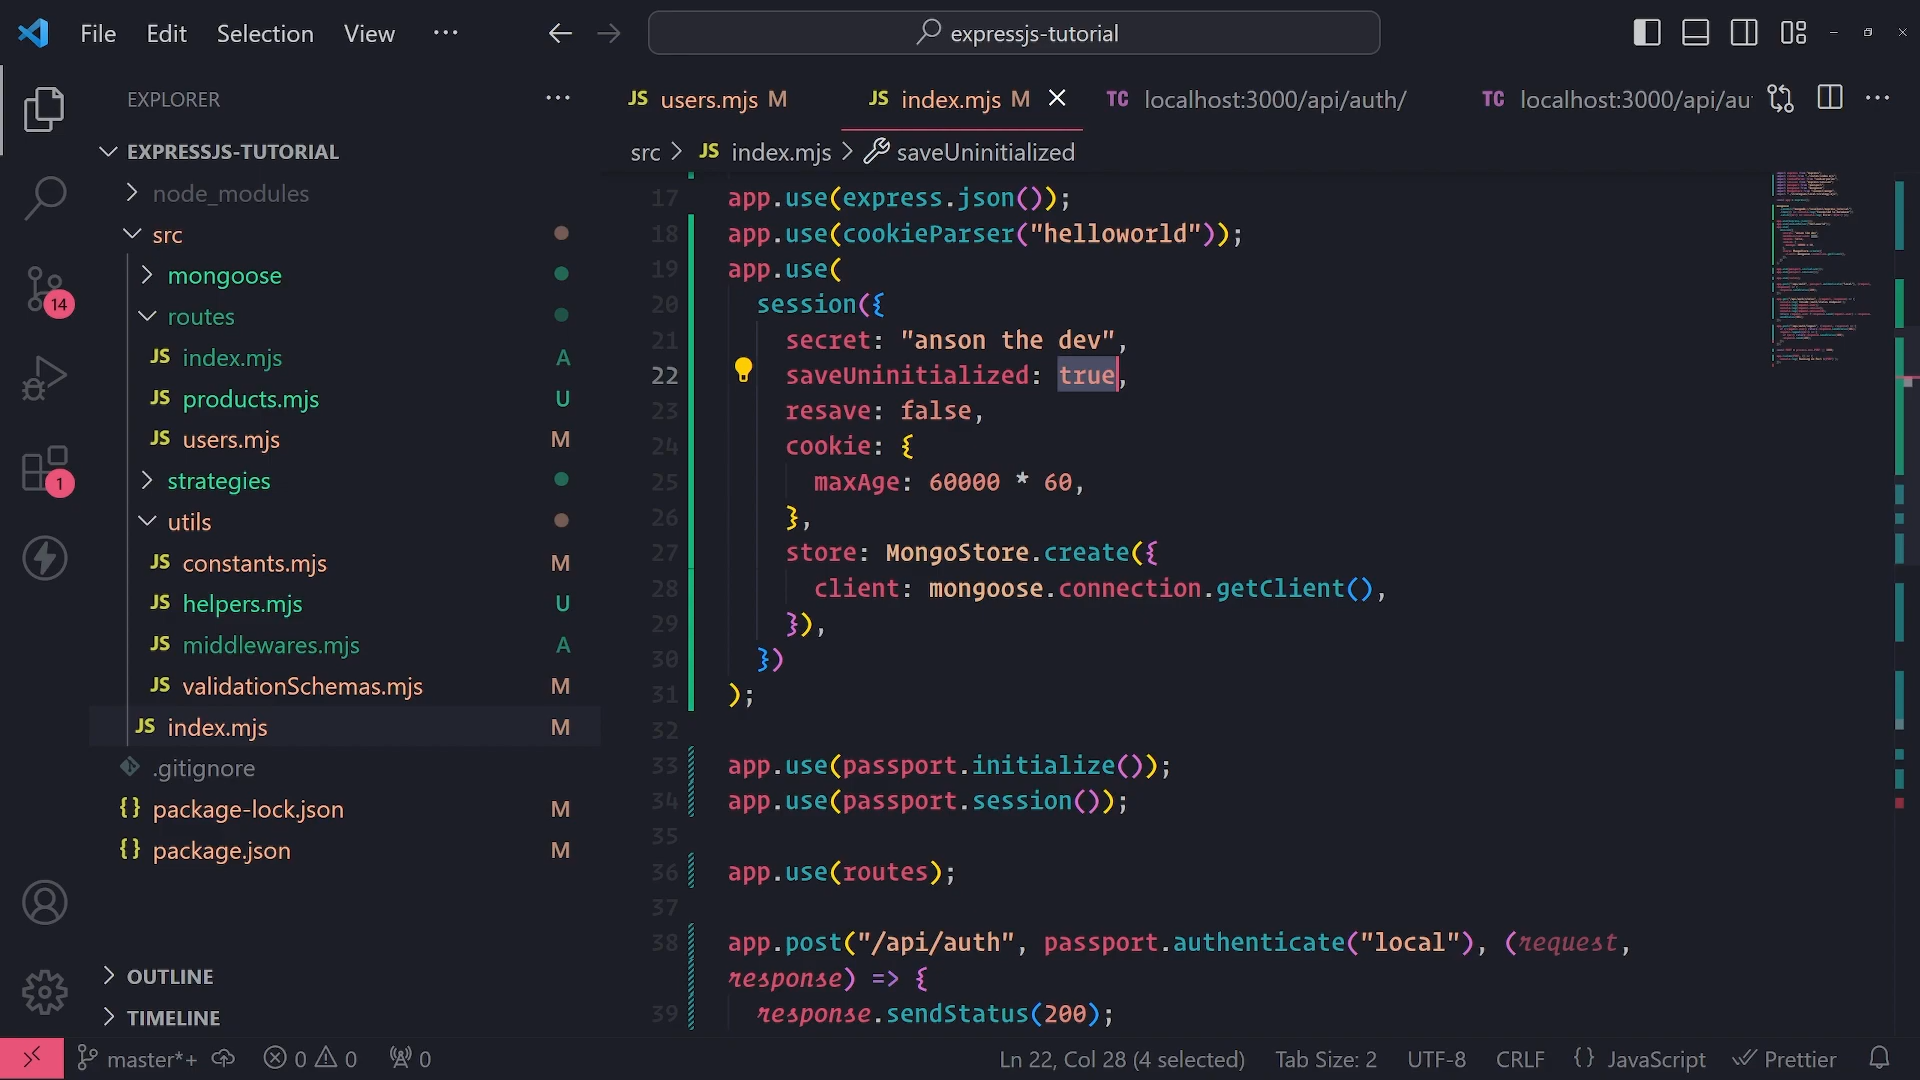 File Edit Selection View ···
expressjs-tutorial
EXPLORER ···
EXPRESSJS-TUTORIAL
node_modules
src
mongoose
routes
JS index.mjs A
JS products.mjs U
JS users.mjs M
strategies
utils
JS constants.mjs M
JS helpers.mjs U
JS middlewares.mjs A
JS validationSchemas.mjs M
JS index.mjs M
.gitignore
{} package-lock.json M
{} package.json M
OUTLINE
TIMELINE
14
1
JS users.mjs M JS index.mjs M TC localhost:3000/api/auth/ TC localhost:3000/api/au ···
src > JS index.mjs > saveUninitialized
17 app.use(express.json());
18 app.use(cookieParser("helloworld"));
19 app.use(
20 session({
21 secret: "anson the dev",
22 saveUninitialized: true,
23 resave: false,
24 cookie: {
25 maxAge: 60000 * 60,
26 },
27 store: MongoStore.create({
28 client: mongoose.connection.getClient(),
29 }),
30 })
31 );
32
33 app.use(passport.initialize());
34 app.use(passport.session());
35
36 app.use(routes);
37
38 app.post("/api/auth", passport.authenticate("local"), (request,
response) => {
39 response.sendStatus(200);
master*+ 0 0 0 Ln 22, Col 28 (4 selected) Tab Size: 2 UTF-8 CRLF {} JavaScript Prettier